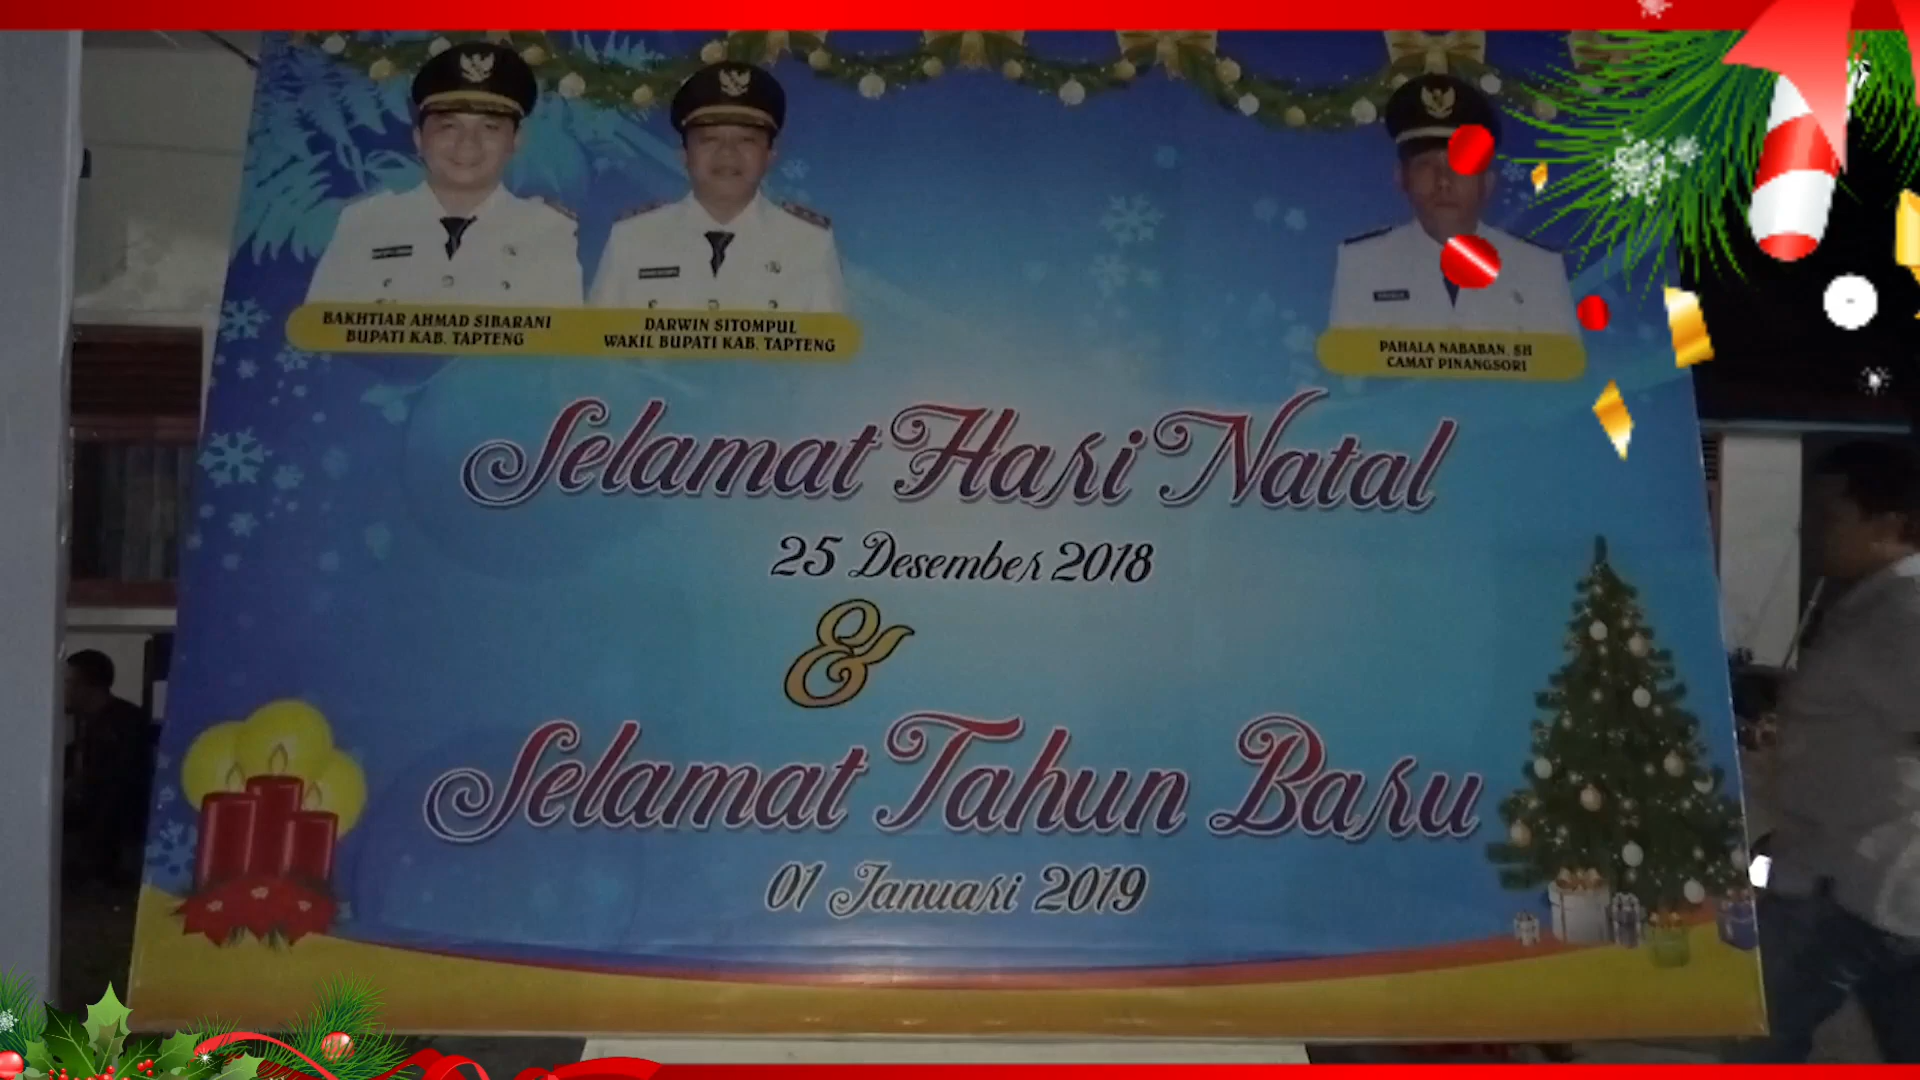 BAKHTIAR AHMAD SIBARANI
BUPATI KAB. TAPTENG
DARWIN SITOMPUL
WAKIL BUPATI KAB. TAPTENG
PAHALA NABABAN, SH
CAMAT PINANGSORI
Selamat Hari Natal
25 Desember 2018
&
Selamat Tahun Baru
01 Januari 2019